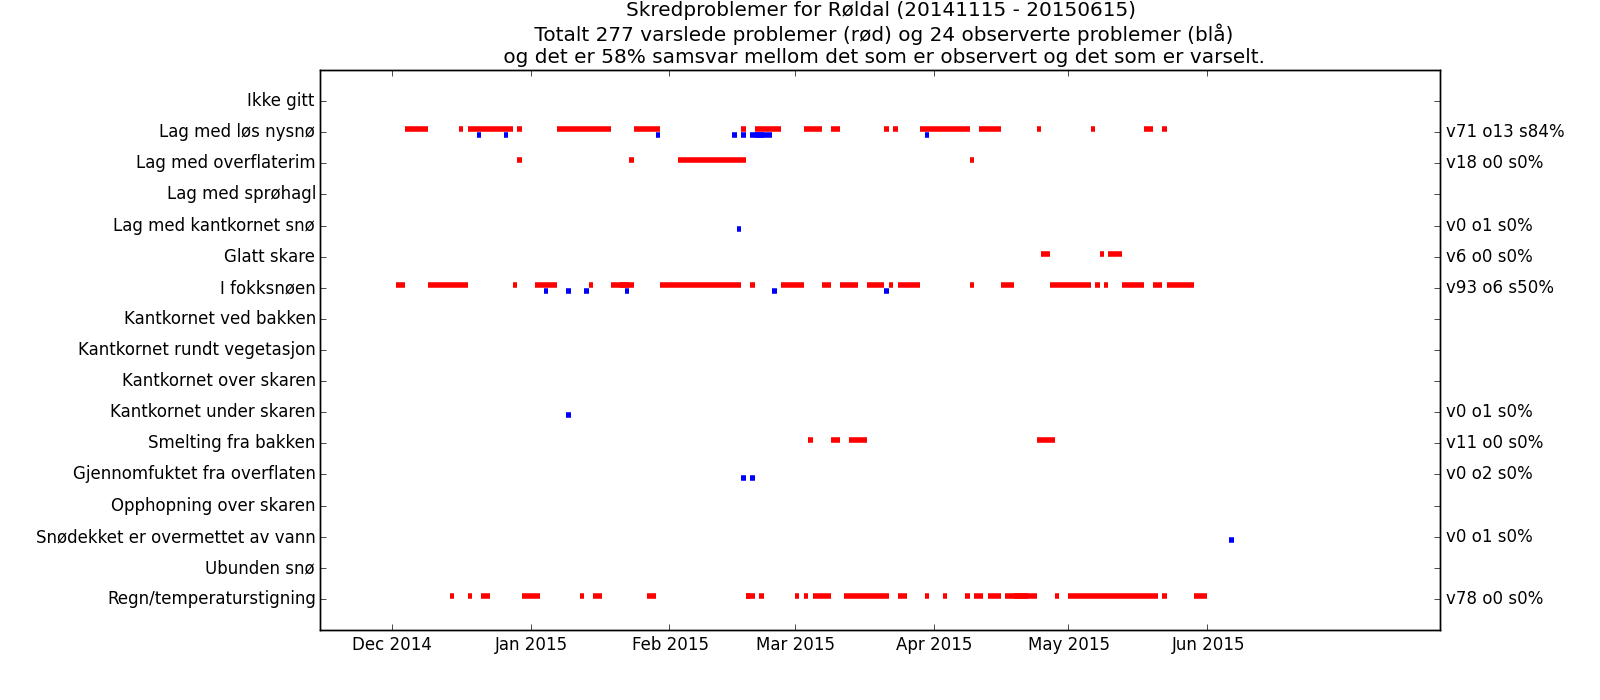 Skredproblemer for Røldal (20141115 - 20150615)
Totalt 277 varslede problemer (rød) og 24 observerte problemer (blå)
og det er 58% samsvar mellom det som er observert og det som er varselt.
Ikke gitt
Lag med løs nysnø v71 o13 s84%
Lag med overflaterim v18 o0 s0%
Lag med sprøhagl
Lag med kantkornet snø v0 o1 s0%
Glatt skare v6 o0 s0%
I fokksnøen v93 o6 s50%
Kantkornet ved bakken
Kantkornet rundt vegetasjon
Kantkornet over skaren
Kantkornet under skaren v0 o1 s0%
Smelting fra bakken v11 o0 s0%
Gjennomfuktet fra overflaten v0 o2 s0%
Opphopning over skaren
Snødekket er overmettet av vann v0 o1 s0%
Ubunden snø
Regn/temperaturstigning v78 o0 s0%
Dec 2014 Jan 2015 Feb 2015 Mar 2015 Apr 2015 May 2015 Jun 2015